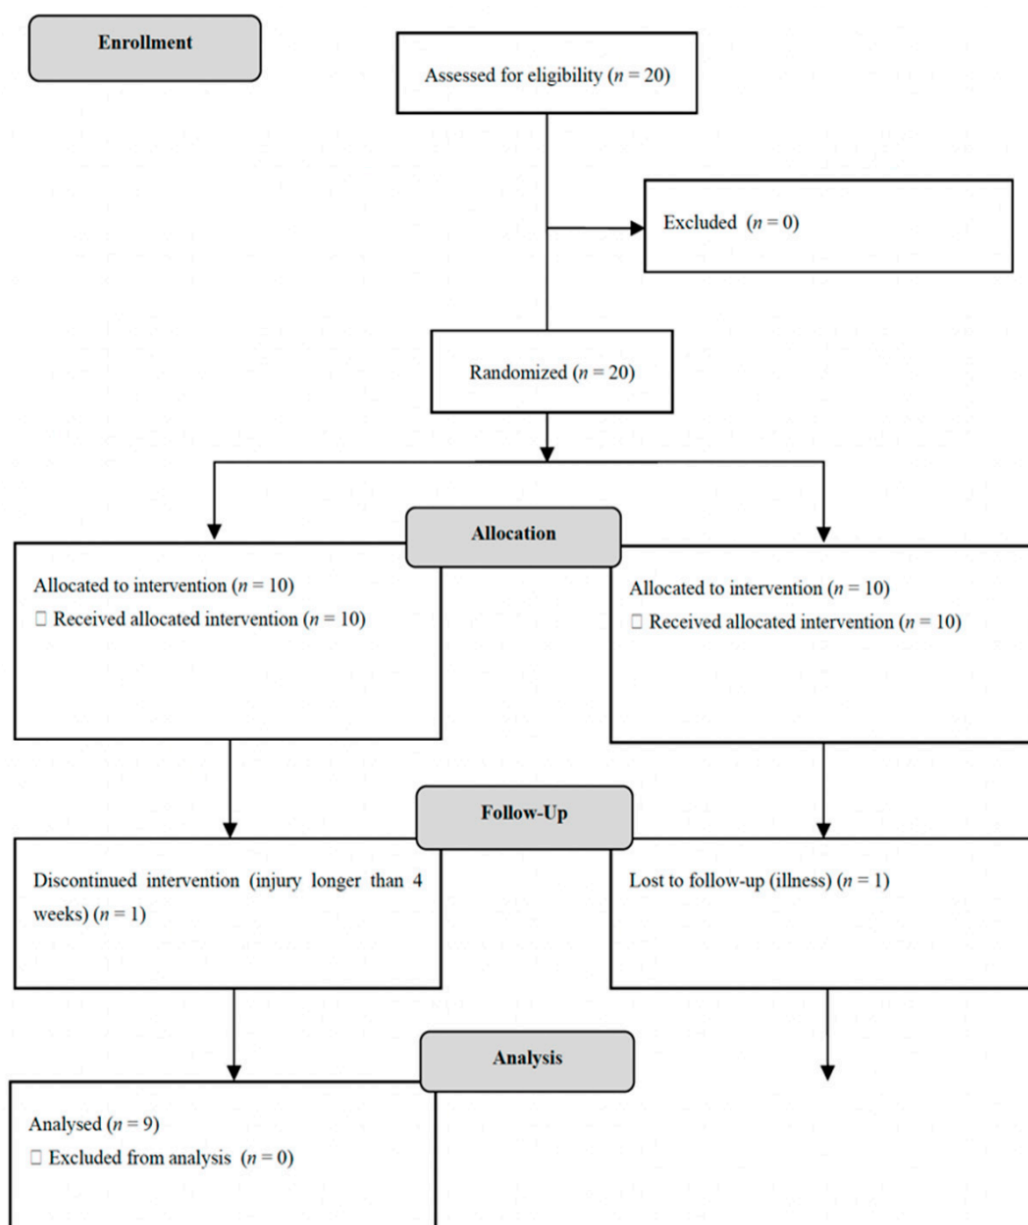 Enrollment
Assessed for eligibility (n = 20)
Excluded (n = 0)
Randomized (n = 20)
Allocation
Allocated to intervention (n = 10)
□ Received allocated intervention (n = 10)
Allocated to intervention (n = 10)
□ Received allocated intervention (n = 10)
Follow-Up
Discontinued intervention (injury longer than 4
weeks) (n = 1)
Lost to follow-up (illness) (n = 1)
Analysis
Analysed (n = 9)
□ Excluded from analysis (n = 0)